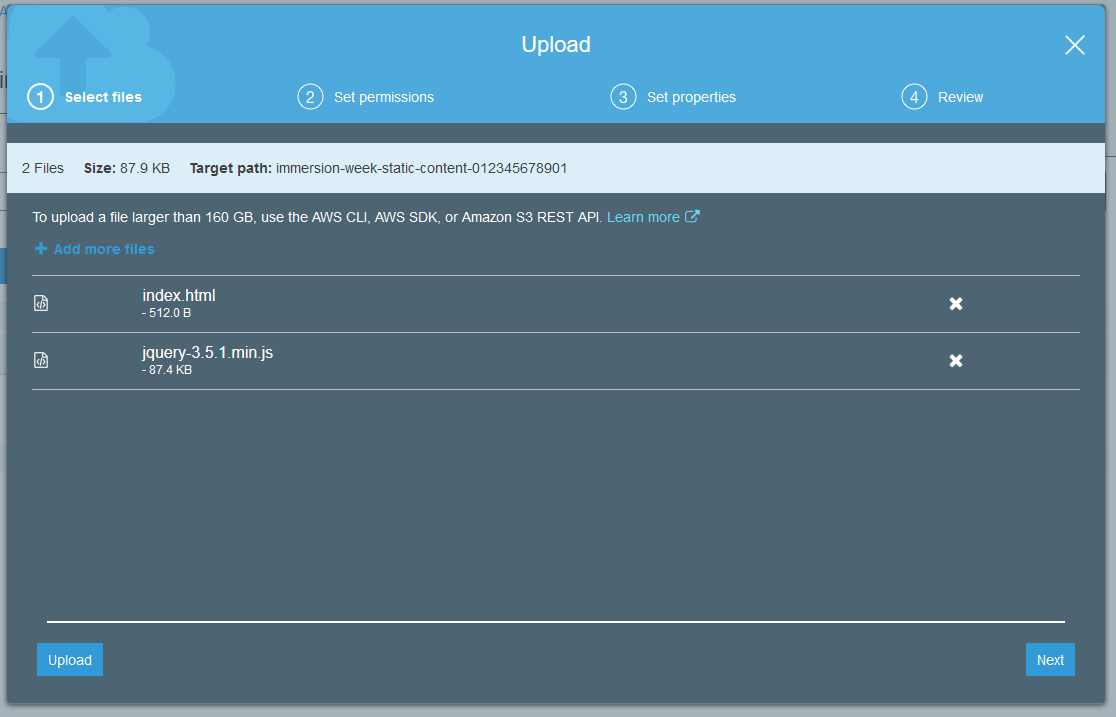 Upload
1 Select files 2 Set permissions 3 Set properties 4 Review
2 Files Size: 87.9 KB Target path: immersion-week-static-content-012345678901
To upload a file larger than 160 GB, use the AWS CLI, AWS SDK, or Amazon S3 REST API. Learn more
Add more files
index.html
- 512.0 B
jquery-3.5.1.min.js
- 87.4 KB
Upload Next